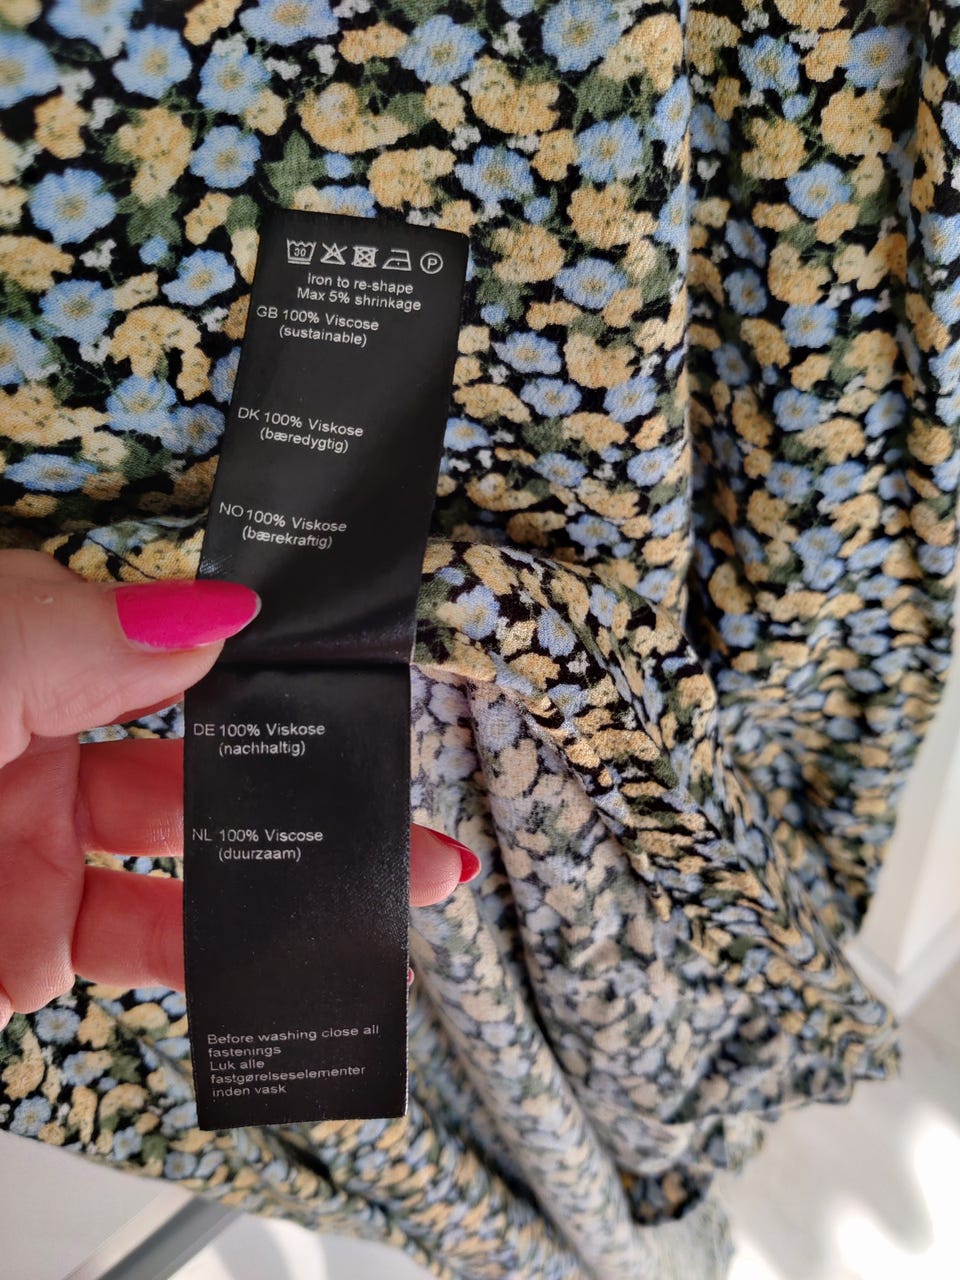 30
P
Iron to re-shape
Max 5% shrinkage
GB 100% Viscose
(sustainable)
DK 100% Viskose
(bæredygtig)
NO 100% Viskose
(bærekraftig)
DE 100% Viskose
(nachhaltig)
NL 100% Viscose
(duurzaam)
Before washing close all
fastenings
Luk alle
fastgørelseselementer
inden vask